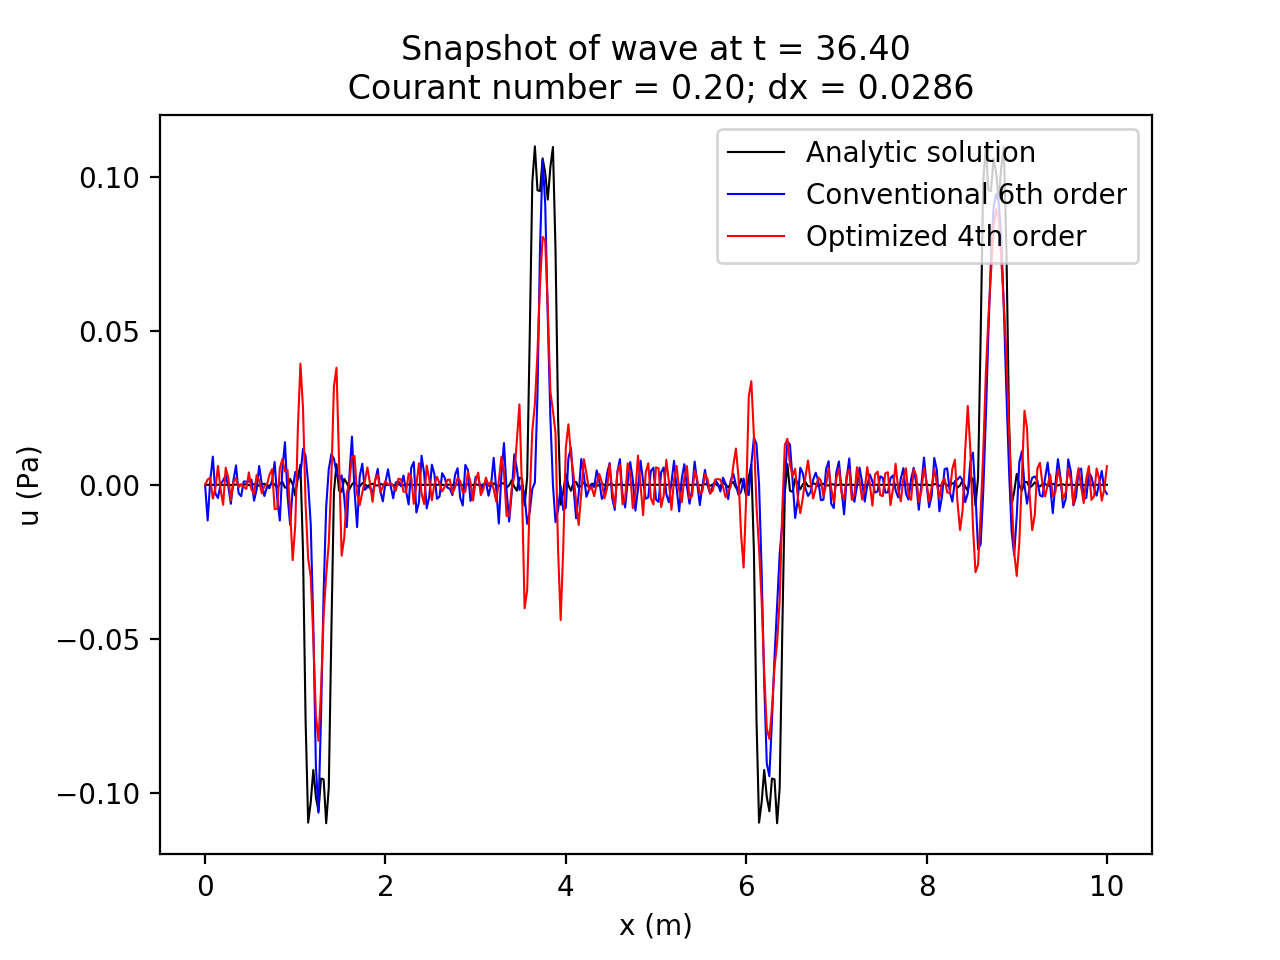 Snapshot of wave at t = 36.40
Courant number = 0.20; dx = 0.0286
Analytic solution
Conventional 6th order
Optimized 4th order
0.10
0.05
0.00
−0.05
−0.10
u (Pa)
0 2 4 6 8 10
x (m)